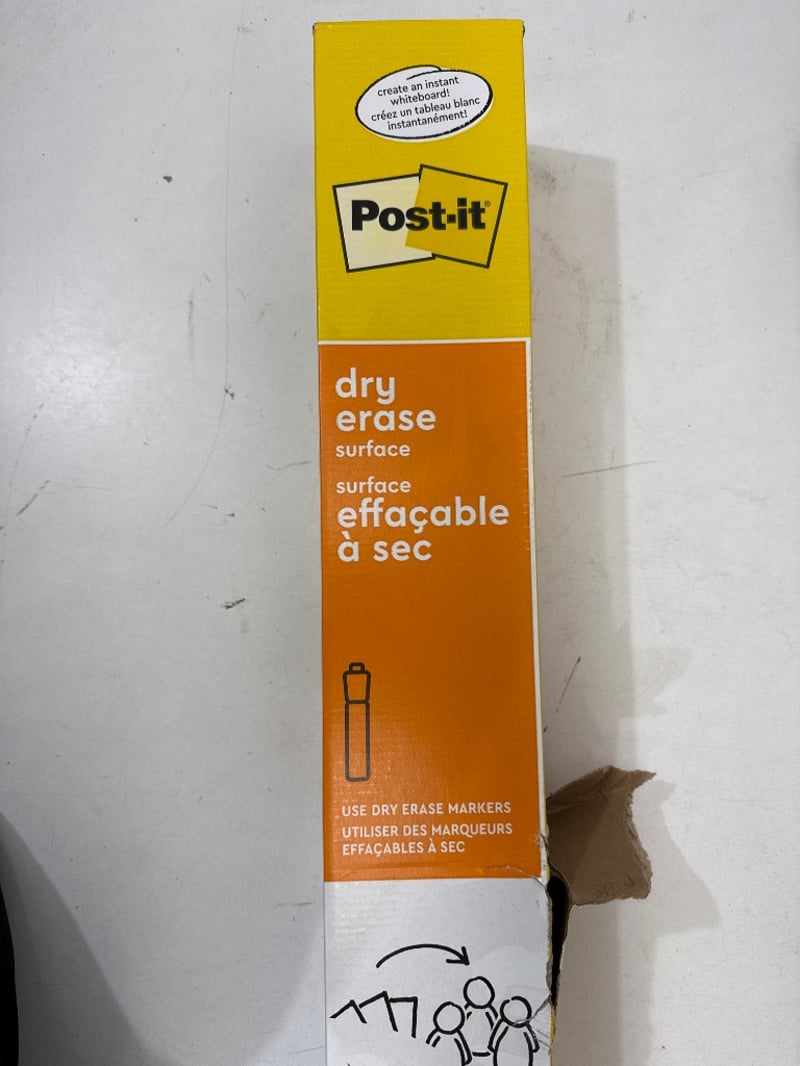 create an instant
whiteboard!
créez un tableau blanc
instantanément!
Post-it®
dry
erase
surface
surface
effaçable
à sec
USE DRY ERASE MARKERS
UTILISER DES MARQUEURS
EFFAÇABLES À SEC